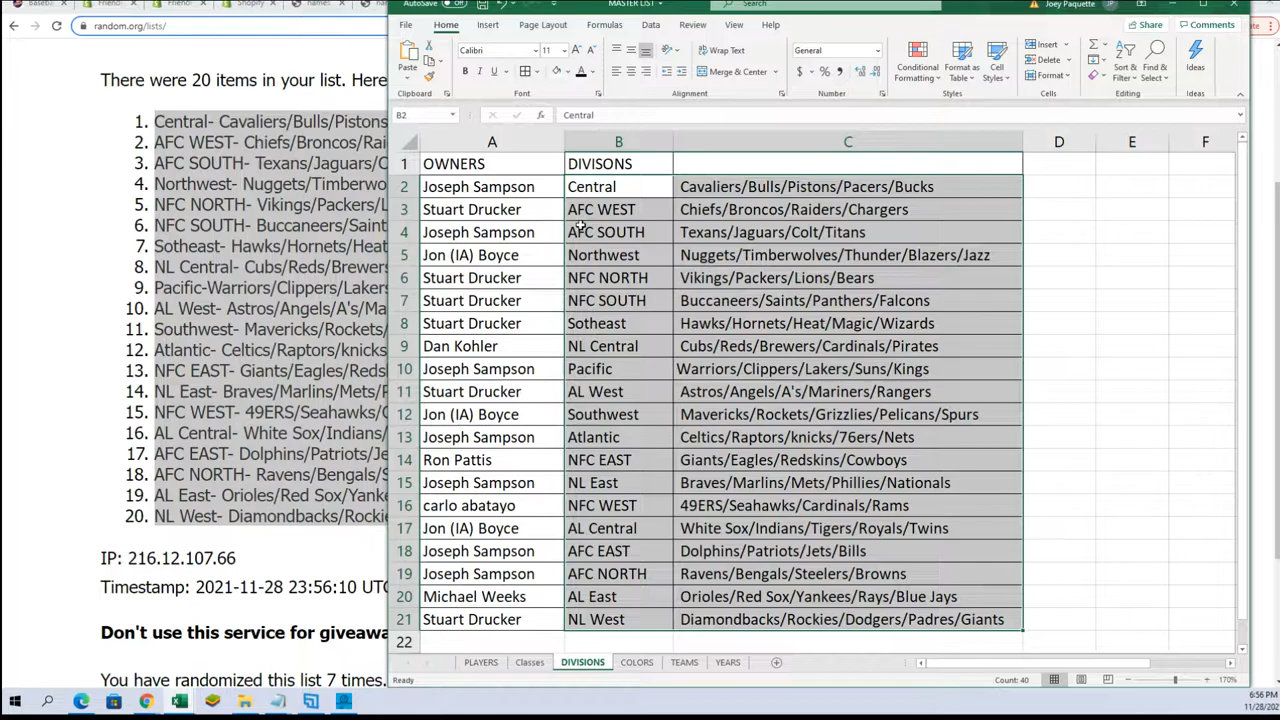 Friend
Friend
Shopify
names
AutoSave
Off
MASTER LIST
Search
Joey Paquette
random.org/lists/
File
Home
Insert
Page Layout
Formulas
Data
Review
View
Help
Share
Comments
Paste
Calibri
11
Wrap Text
Merge & Center
General
Conditional Formatting
Format as Table
Cell Styles
Insert
Delete
Format
Sort & Filter
Find & Select
Ideas
Clipboard
Font
Alignment
Number
Styles
Cells
Editing
Ideas
B2
fx
Central
There were 20 items in your list. Here
1. Central- Cavaliers/Bulls/Pistons
2. AFC WEST- Chiefs/Broncos/Rai
3. AFC SOUTH- Texans/Jaguars/C
4. Northwest- Nuggets/Timberwo
5. NFC NORTH- Vikings/Packers/L
6. NFC SOUTH- Buccaneers/Saint
7. Sotheast- Hawks/Hornets/Heat
8. NL Central- Cubs/Reds/Brewers
9. Pacific-Warriors/Clippers/Lakers
10. AL West- Astros/Angels/A's/Ma
11. Southwest- Mavericks/Rockets/
12. Atlantic- Celtics/Raptors/knicks
13. NFC EAST- Giants/Eagles/Reds
14. NL East- Braves/Marlins/Mets/P
15. NFC WEST- 49ERS/Seahawks/C
16. AL Central- White Sox/Indians/
17. AFC EAST- Dolphins/Patriots/Je
18. AFC NORTH- Ravens/Bengals/S
19. AL East- Orioles/Red Sox/Yanke
20. NL West- Diamondbacks/Rockie
IP: 216.12.107.66
Timestamp: 2021-11-28 23:56:10 UTC
Don't use this service for giveawa
You have randomized this list 7 times.
A B C D E F
1 OWNERS DIVISONS
2 Joseph Sampson Central Cavaliers/Bulls/Pistons/Pacers/Bucks
3 Stuart Drucker AFC WEST Chiefs/Broncos/Raiders/Chargers
4 Joseph Sampson AFC SOUTH Texans/Jaguars/Colt/Titans
5 Jon (IA) Boyce Northwest Nuggets/Timberwolves/Thunder/Blazers/Jazz
6 Stuart Drucker NFC NORTH Vikings/Packers/Lions/Bears
7 Stuart Drucker NFC SOUTH Buccaneers/Saints/Panthers/Falcons
8 Stuart Drucker Sotheast Hawks/Hornets/Heat/Magic/Wizards
9 Dan Kohler NL Central Cubs/Reds/Brewers/Cardinals/Pirates
10 Joseph Sampson Pacific Warriors/Clippers/Lakers/Suns/Kings
11 Stuart Drucker AL West Astros/Angels/A's/Mariners/Rangers
12 Jon (IA) Boyce Southwest Mavericks/Rockets/Grizzlies/Pelicans/Spurs
13 Joseph Sampson Atlantic Celtics/Raptors/knicks/76ers/Nets
14 Ron Pattis NFC EAST Giants/Eagles/Redskins/Cowboys
15 Joseph Sampson NL East Braves/Marlins/Mets/Phillies/Nationals
16 carlo abatayo NFC WEST 49ERS/Seahawks/Cardinals/Rams
17 Jon (IA) Boyce AL Central White Sox/Indians/Tigers/Royals/Twins
18 Joseph Sampson AFC EAST Dolphins/Patriots/Jets/Bills
19 Joseph Sampson AFC NORTH Ravens/Bengals/Steelers/Browns
20 Michael Weeks AL East Orioles/Red Sox/Yankees/Rays/Blue Jays
21 Stuart Drucker NL West Diamondbacks/Rockies/Dodgers/Padres/Giants
22
PLAYERS Classes DIVISIONS COLORS TEAMS YEARS
Ready
Count: 40
170%
6:56 PM
11/28/202